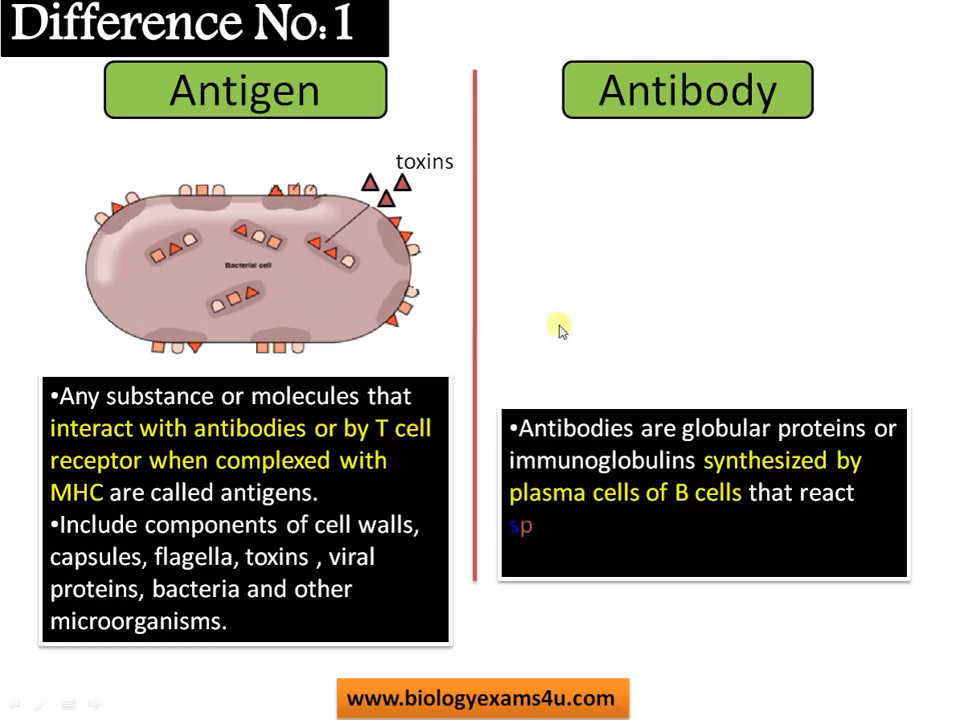 Difference No:1
Antigen
Antibody
toxins
Bacterial cell
•Any substance or molecules that
interact with antibodies or by T cell
receptor when complexed with
MHC are called antigens.
•Include components of cell walls,
capsules, flagella, toxins , viral
proteins, bacteria and other
microorganisms.
•Antibodies are globular proteins or
immunoglobulins synthesized by
plasma cells of B cells that react
sp
www.biologyexams4u.com